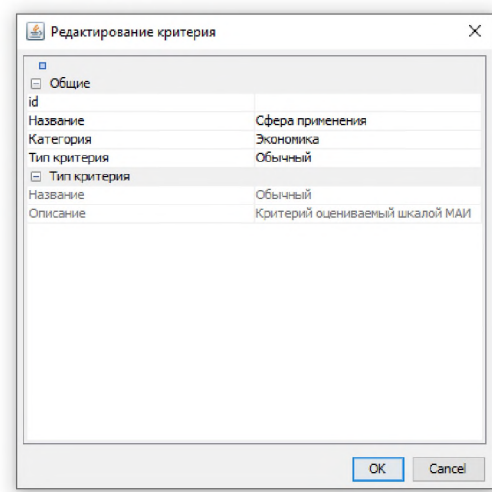 Редактирование критерия
Общие
id
Название Сфера применения
Категория Экономика
Тип критерия Обычный
Тип критерия
Название Обычный
Описание Критерий оцениваемый шкалой МАИ
OK Cancel